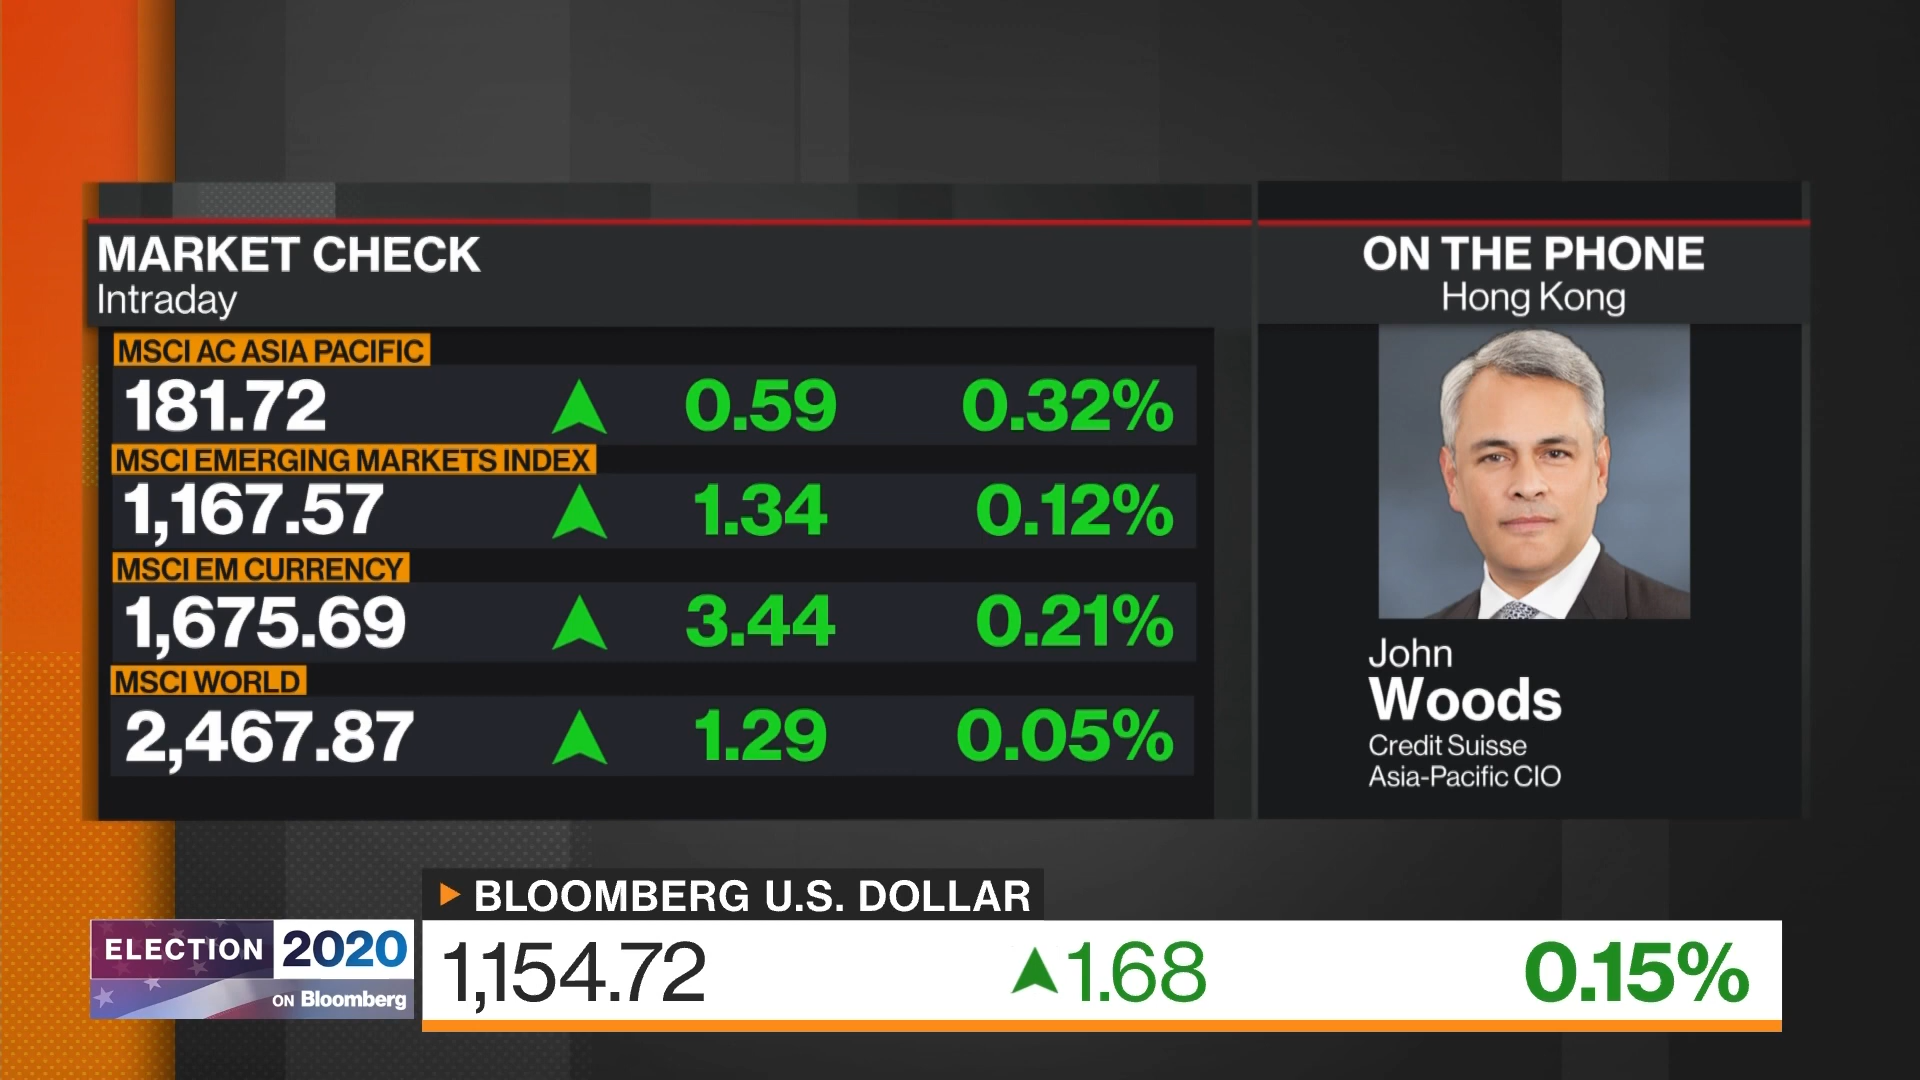 MARKET CHECK
Intraday
MSCI AC ASIA PACIFIC
181.72 ▲ 0.59 0.32%
MSCI EMERGING MARKETS INDEX
1,167.57 ▲ 1.34 0.12%
MSCI EM CURRENCY
1,675.69 ▲ 3.44 0.21%
MSCI WORLD
2,467.87 ▲ 1.29 0.05%
ON THE PHONE
Hong Kong
John
Woods
Credit Suisse
Asia-Pacific CIO
BLOOMBERG U.S. DOLLAR
1,154.72 ▲ 1.68 0.15%
ELECTION 2020
ON Bloomberg